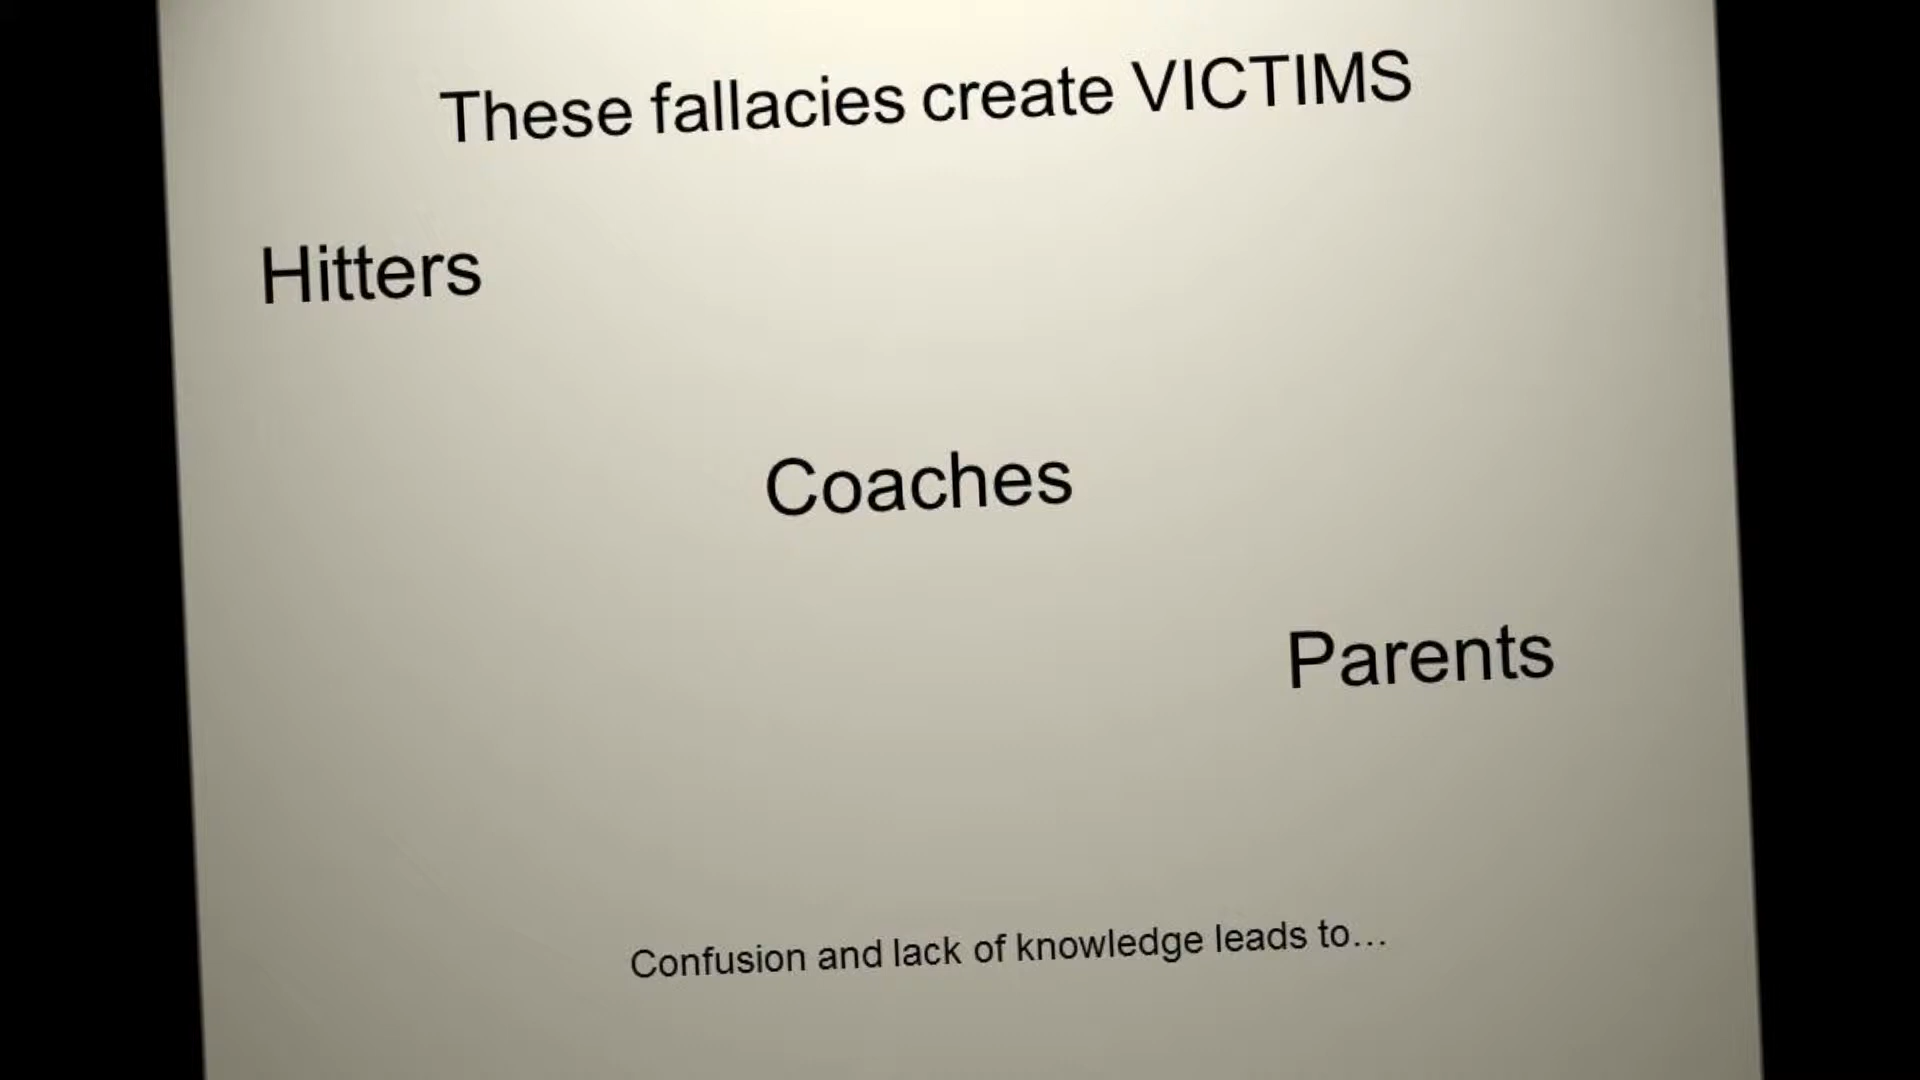 These fallacies create VICTIMS
Hitters
Coaches
Parents
Confusion and lack of knowledge leads to…